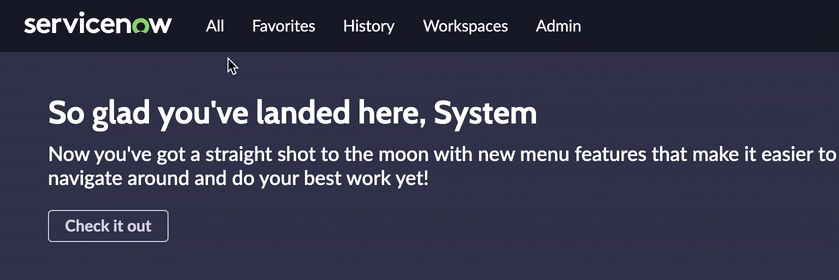 servicenow All Favorites History Workspaces Admin
So glad you've landed here, System
Now you've got a straight shot to the moon with new menu features that make it easier to
navigate around and do your best work yet!
Check it out